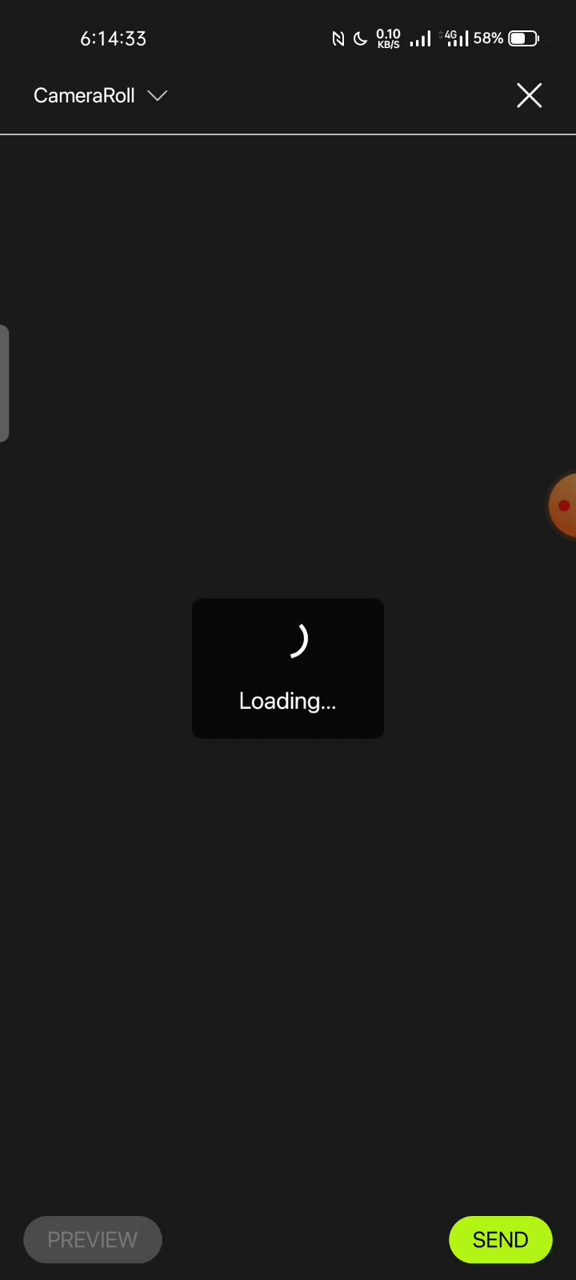 6:14:33
0.10
KB/S
4G
58%
CameraRoll
Loading...
PREVIEW
SEND